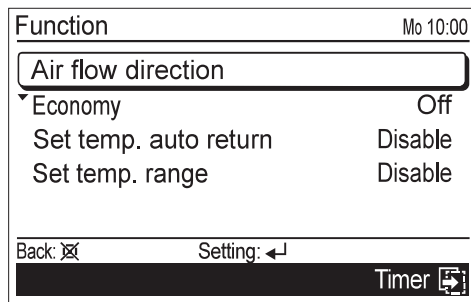 Function Mo 10:00
Air flow direction
Economy Off
Set temp. auto return Disable
Set temp. range Disable
Back: Setting:
Timer